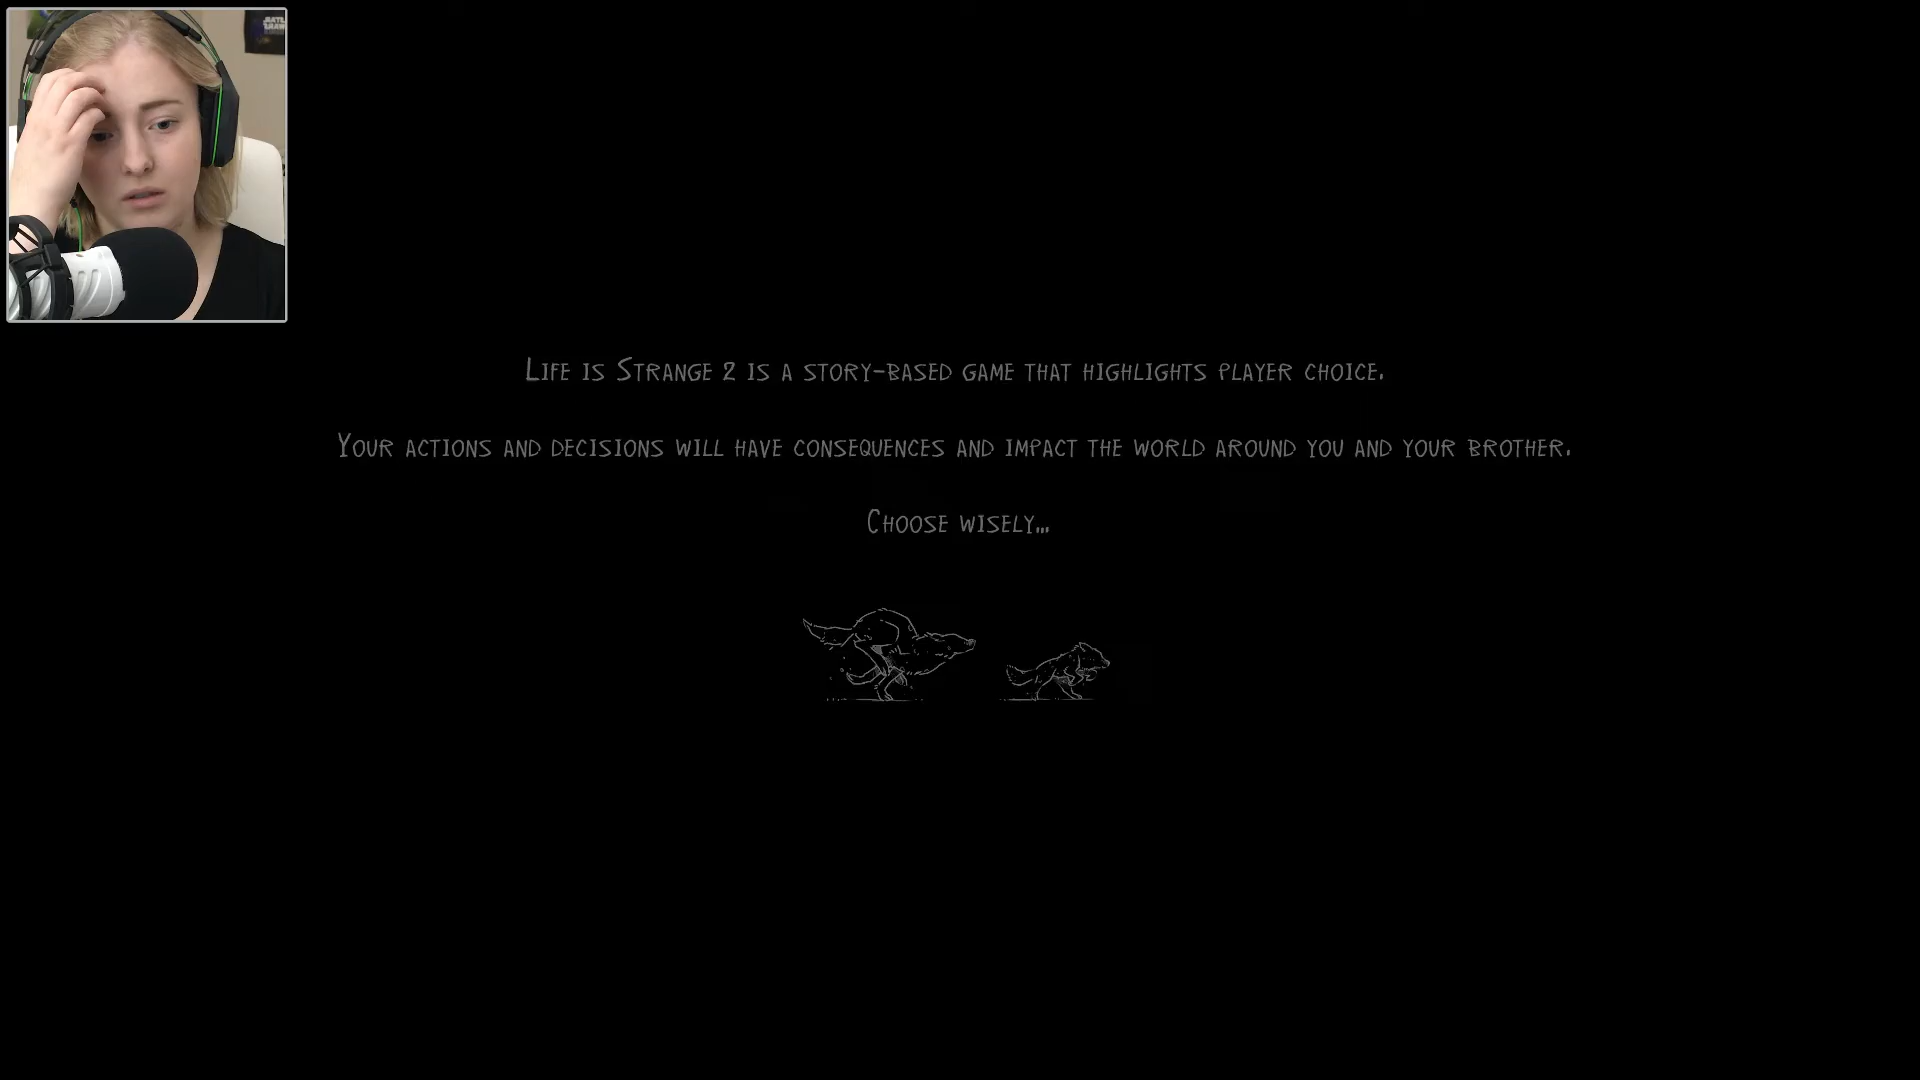 Life is Strange 2 is a story-based game that highlights player choice.
Your actions and decisions will have consequences and impact the world around you and your brother.
Choose wisely...